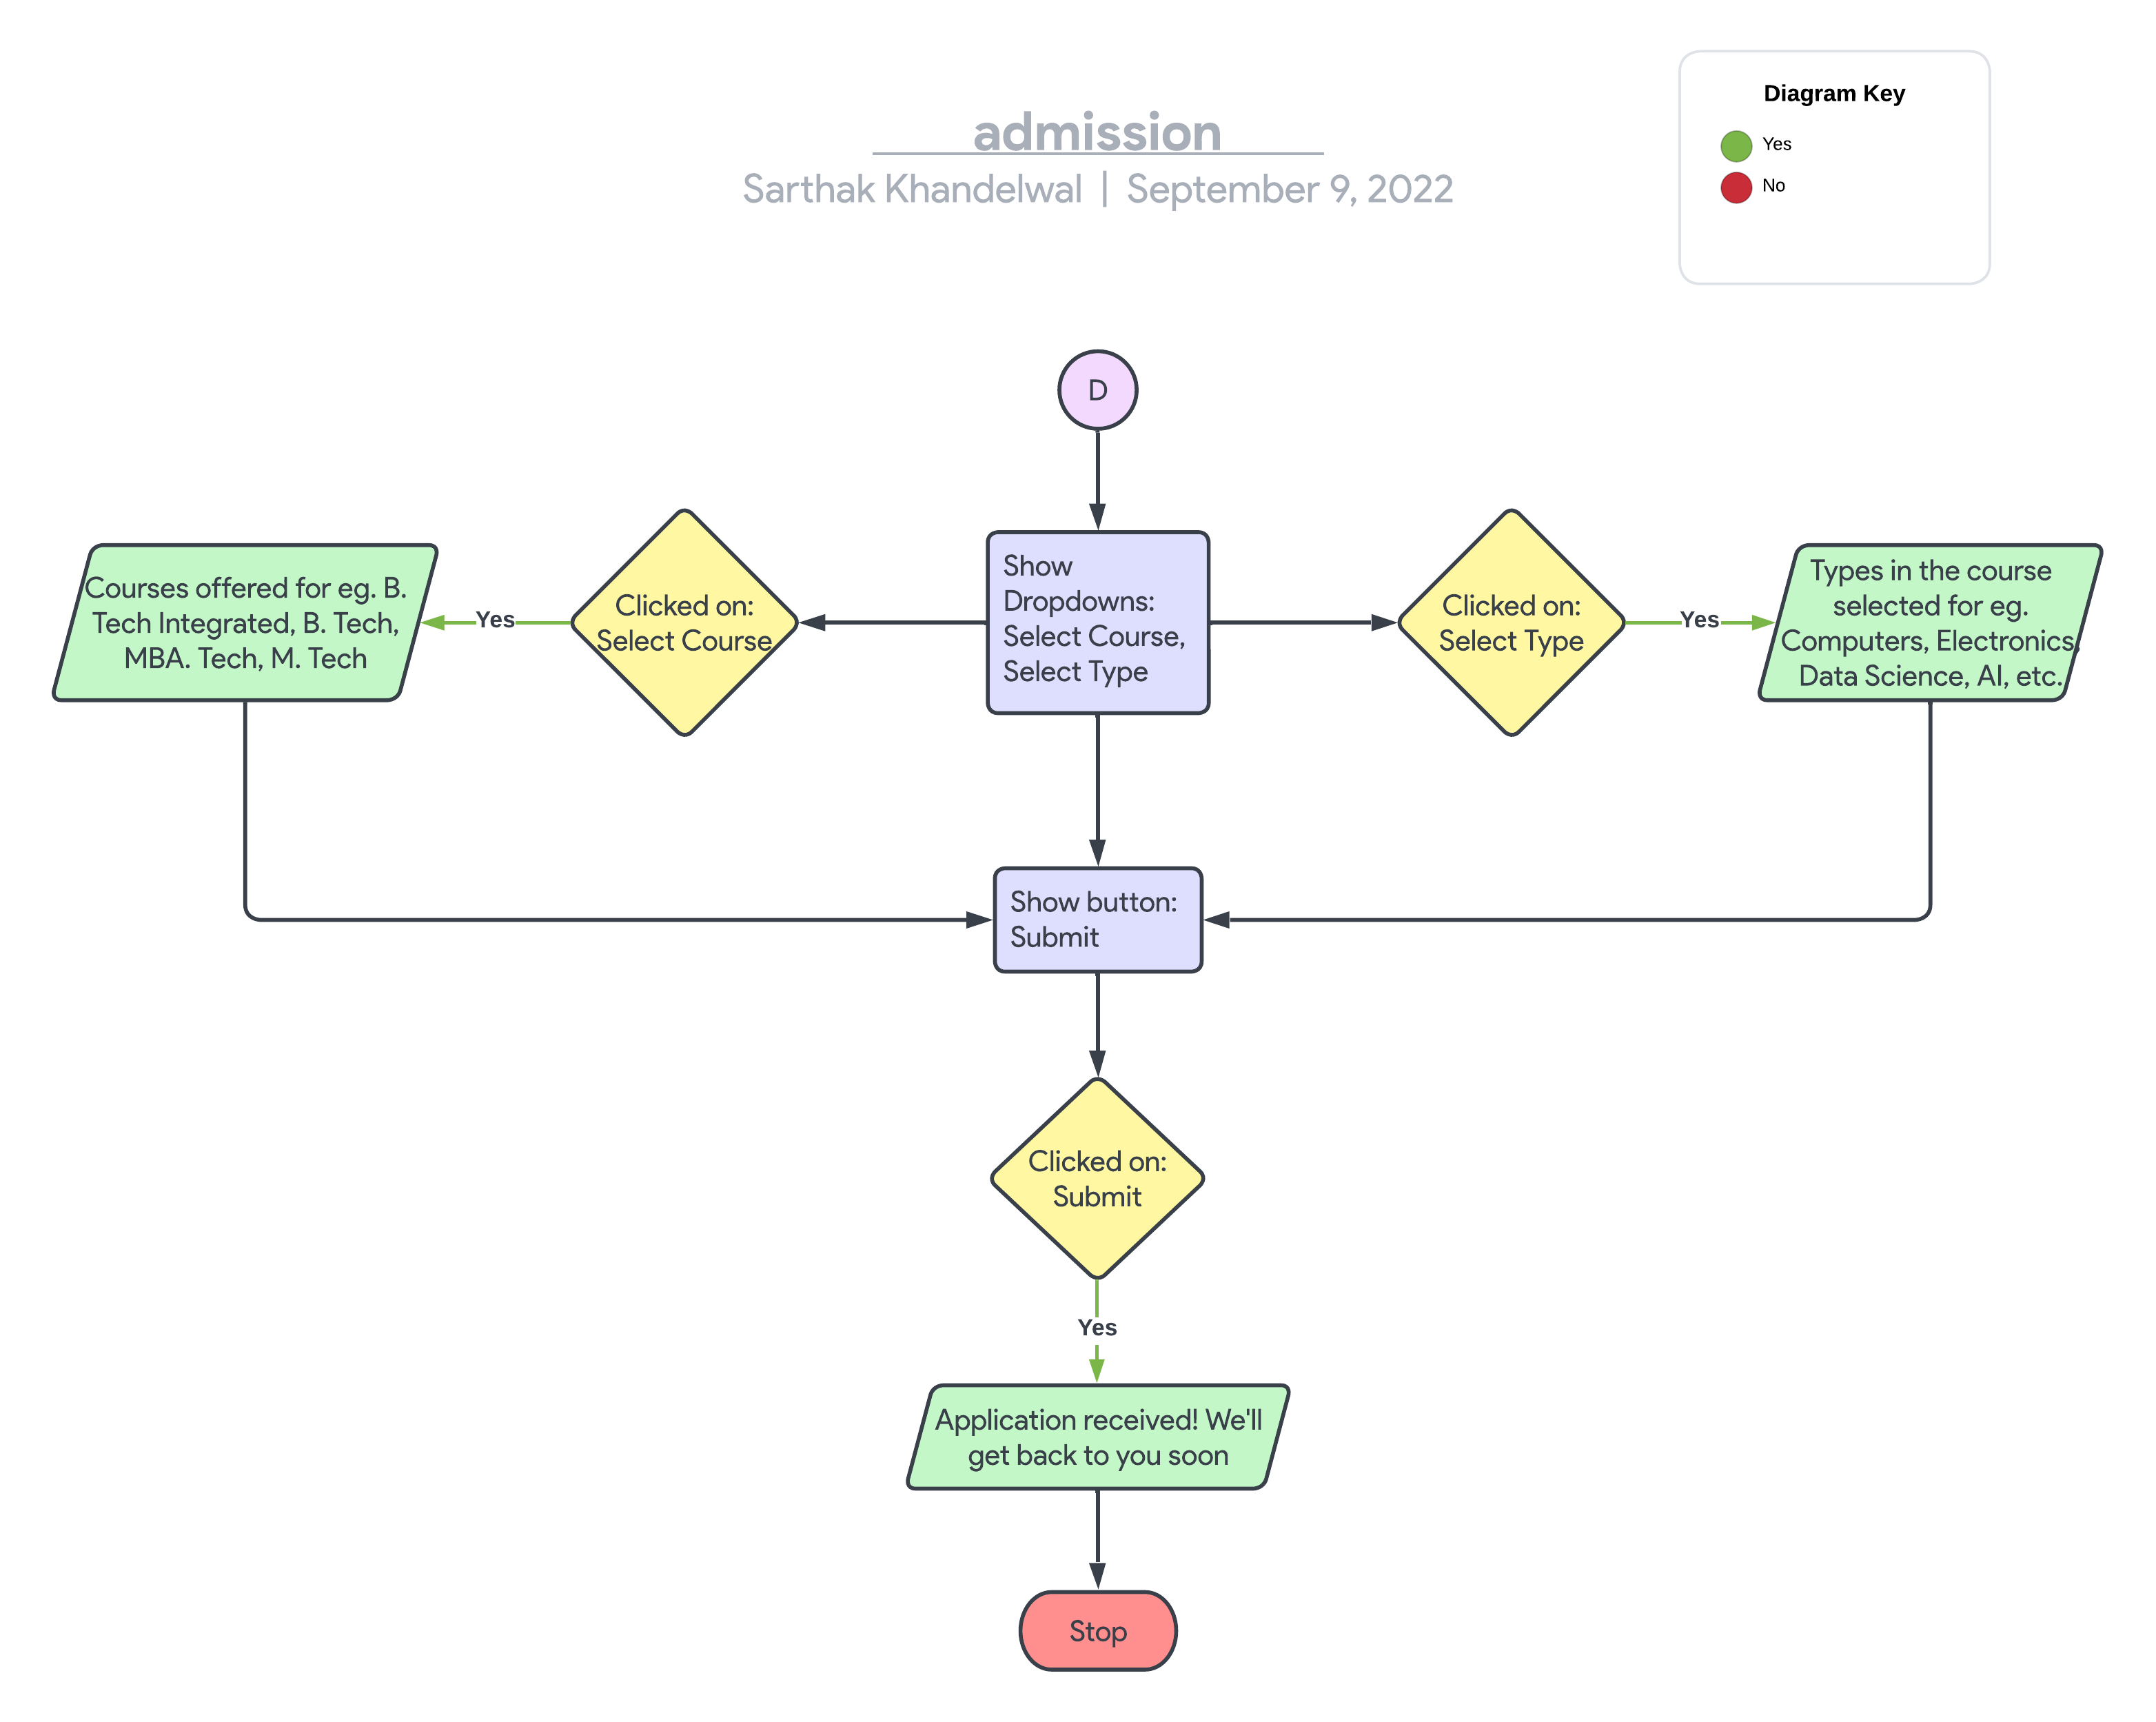 admission
Sarthak Khandelwal | September 9, 2022
Diagram Key
Yes
No
D
Courses offered for eg. B.
Tech Integrated, B. Tech,
MBA. Tech, M. Tech
Yes
Clicked on:
Select Course
Show
Dropdowns:
Select Course,
Select Type
Clicked on:
Select Type
Yes
Types in the course
selected for eg.
Computers, Electronics,
Data Science, AI, etc.
Show button:
Submit
Clicked on:
Submit
Yes
Application received! We'll
get back to you soon
Stop